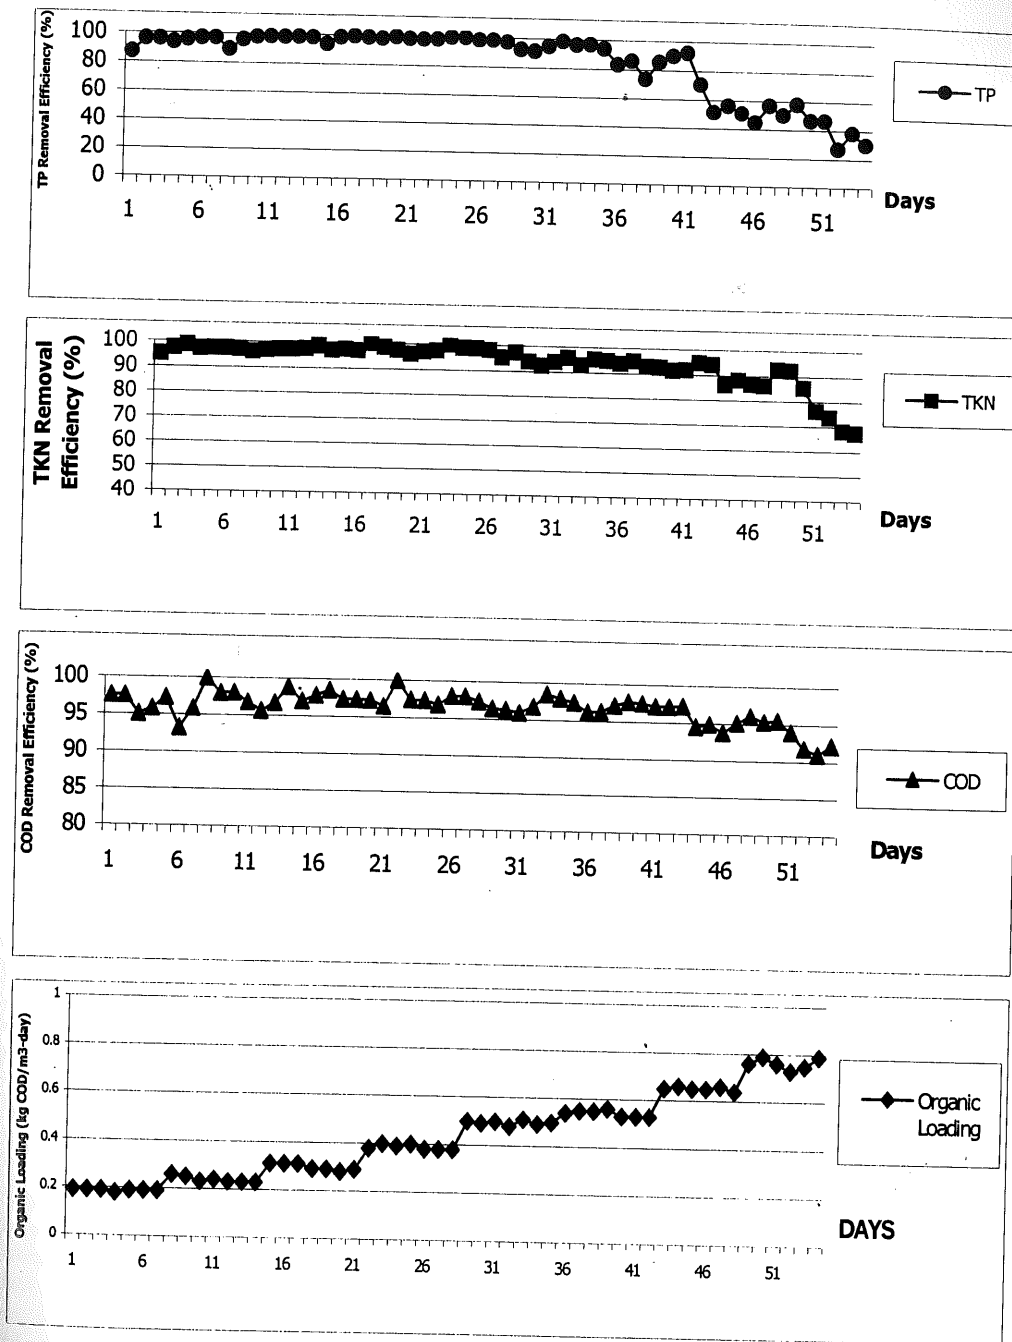 TP Removal Efficiency (%)
100
80
60
40
20
0
1 6 11 16 21 26 31 36 41 46 51
Days
TP
TKN Removal
Efficiency (%)
100
90
80
70
60
50
40
1 6 11 16 21 26 31 36 41 46 51
Days
TKN
COD Removal Efficiency (%)
100
95
90
85
80
1 6 11 16 21 26 31 36 41 46 51
Days
COD
Organic Loading (kg COD/m3-day)
1
0.8
0.6
0.4
0.2
0
1 6 11 16 21 26 31 36 41 46 51
DAYS
Organic
Loading